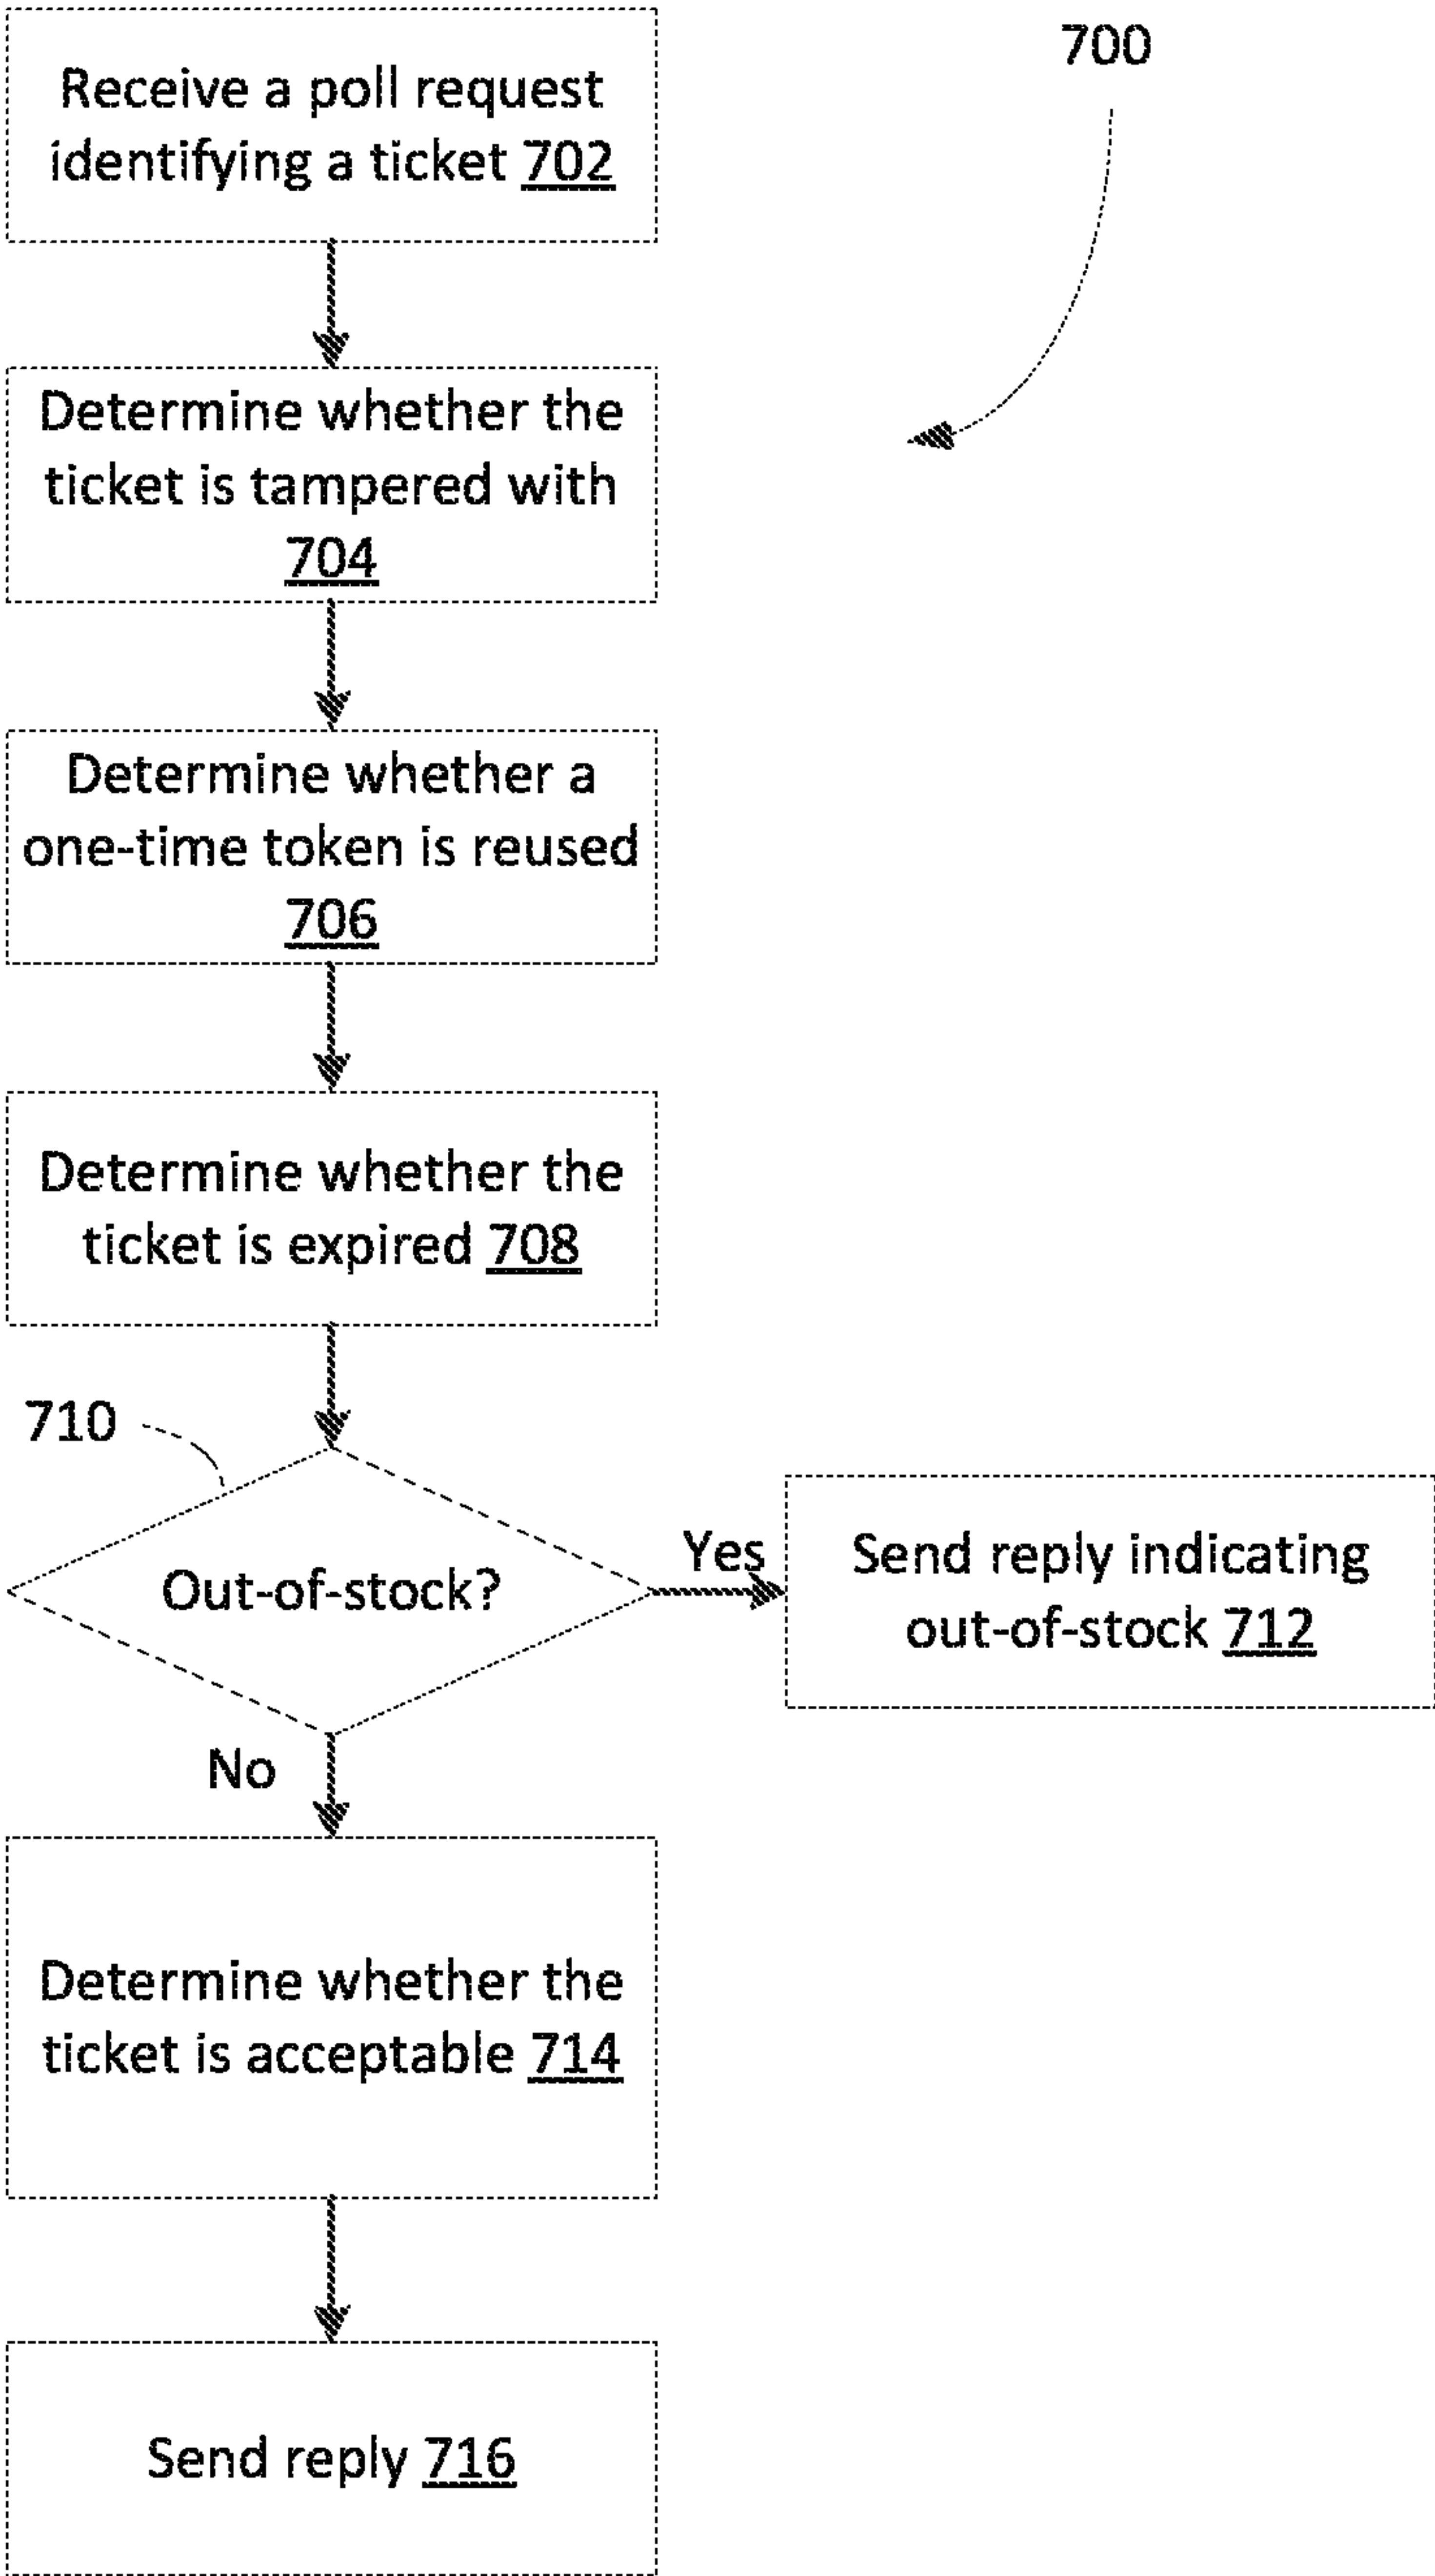 700
Receive a poll request
identifying a ticket 702
Determine whether the
ticket is tampered with
704
Determine whether a
one-time token is reused
706
Determine whether the
ticket is expired 708
710
Out-of-stock?
Yes
Send reply indicating
out-of-stock 712
No
Determine whether the
ticket is acceptable 714
Send reply 716